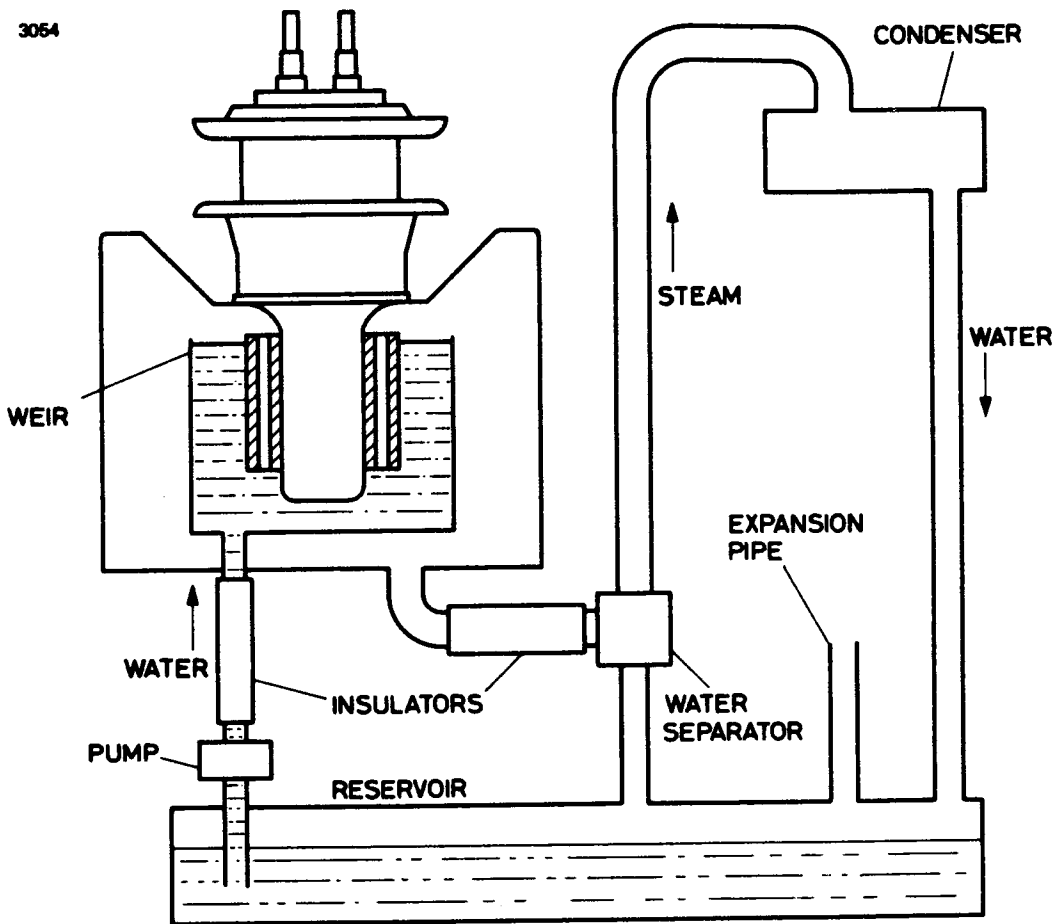 3054
CONDENSER
STEAM
WATER
WEIR
EXPANSION
PIPE
WATER
INSULATORS
WATER
SEPARATOR
PUMP
RESERVOIR